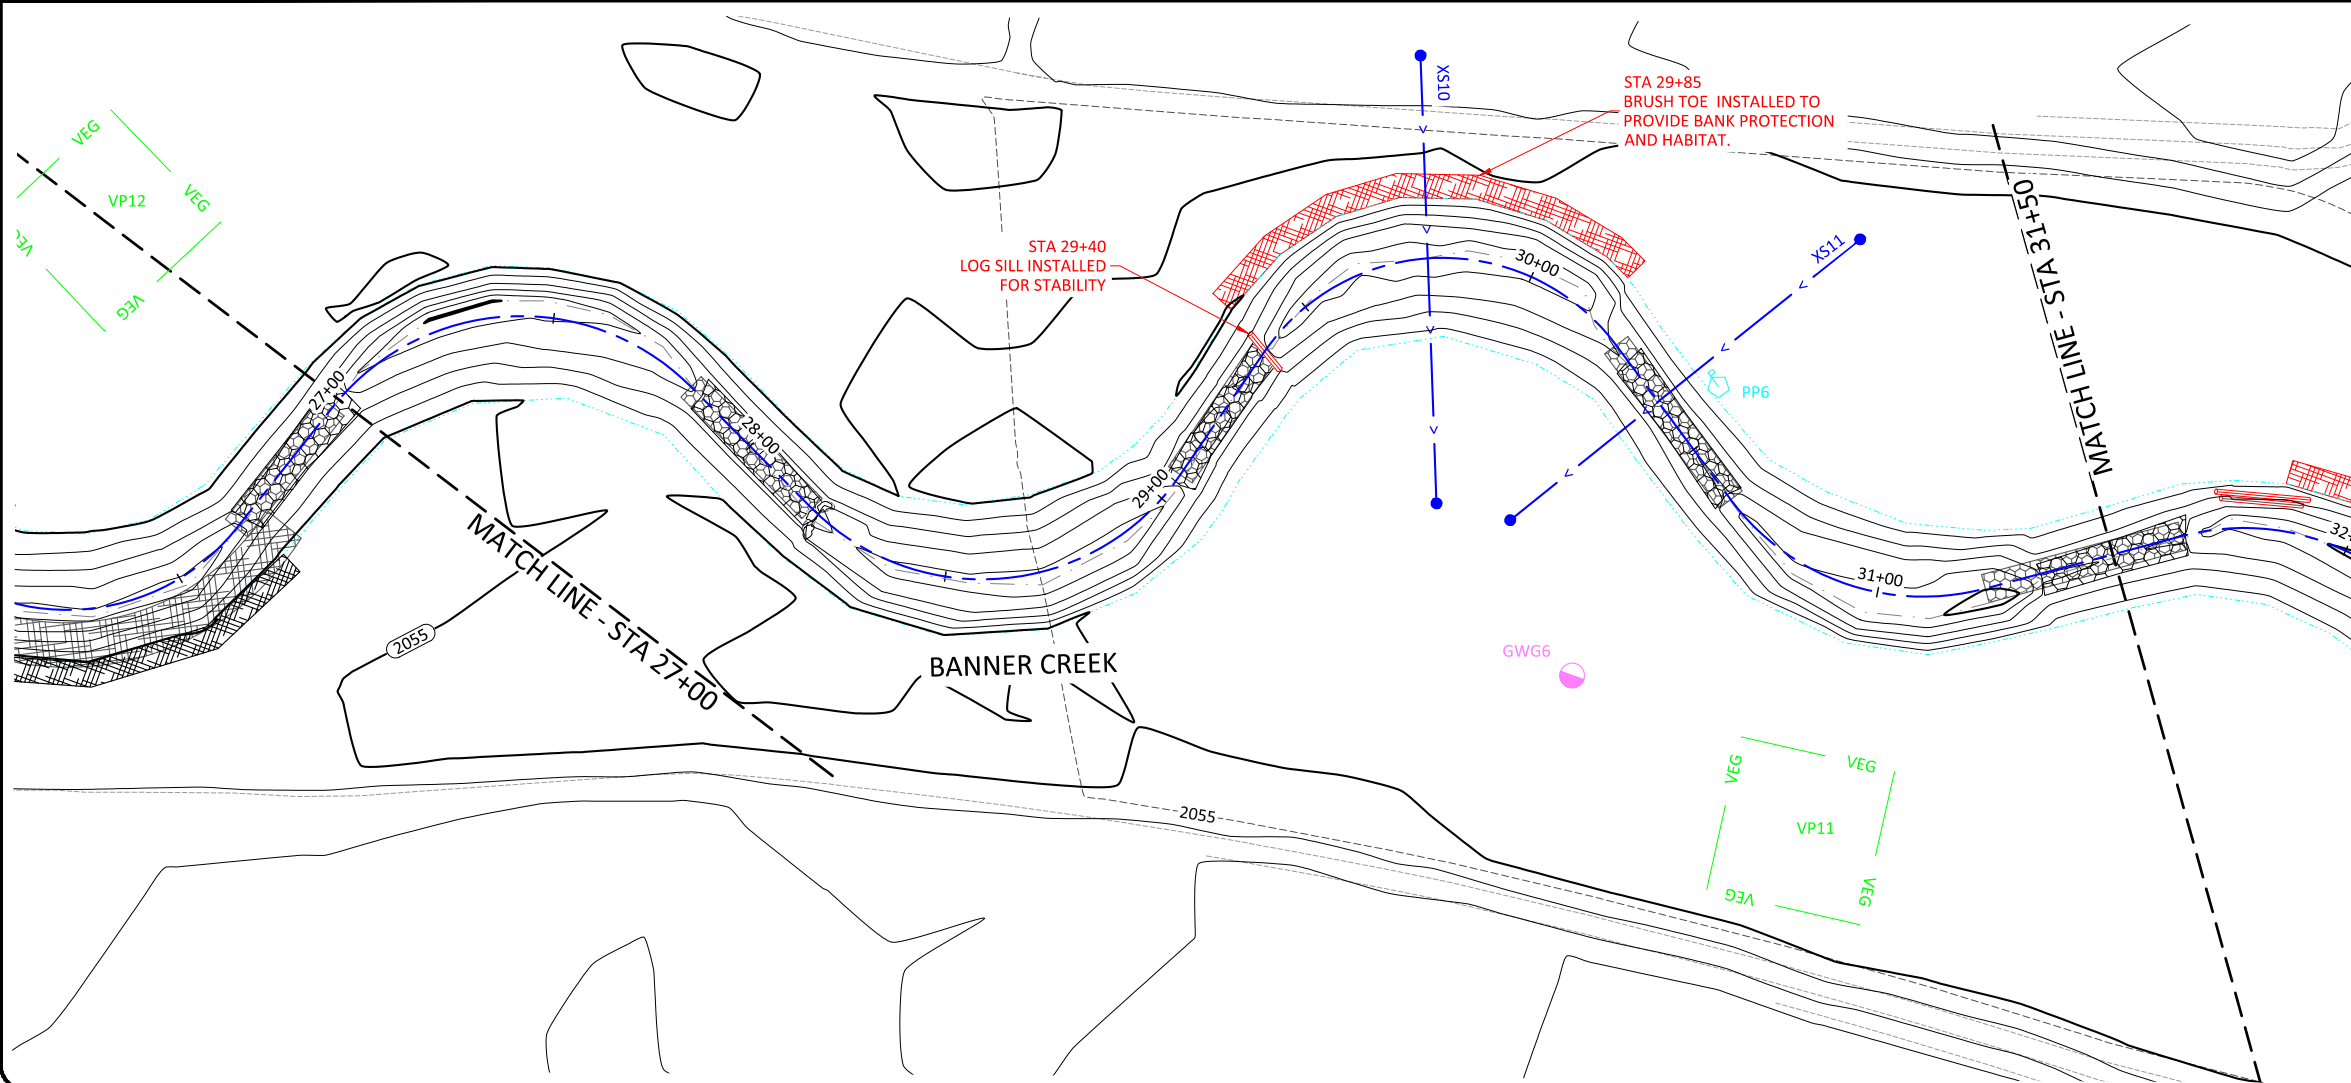 XS10
STA 29+85
BRUSH TOE INSTALLED TO
PROVIDE BANK PROTECTION
AND HABITAT.
VEG
VP12
VEG
VEG
VEG
STA 29+40
LOG SILL INSTALLED
FOR STABILITY
30+00
XS11
MATCH LINE - STA 31+50
27+00
28+00
29+00
PP6
31+00
32+
MATCH LINE - STA 27+00
2055
BANNER CREEK
GWG6
VEG
VEG
VP11
VEG
VEG
2055